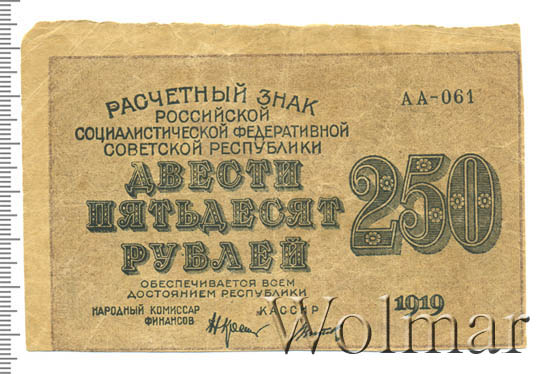 РАСЧЕТНЫЙ ЗНАК
РОССИЙСКОЙ
СОЦИАЛИСТИЧЕСКОЙ ФЕДЕРАТИВНОЙ
СОВЕТСКОЙ РЕСПУБЛИКИ
АА-061
ДВЕСТИ
ПЯТЬДЕСЯТ
РУБЛЕЙ
250
ОБЕСПЕЧИВАЕТСЯ ВСЕМ
ДОСТОЯНИЕМ РЕСПУБЛИКИ
НАРОДНЫЙ КОМИССАР
ФИНАНСОВ
КАССИР
1919
Wolmar